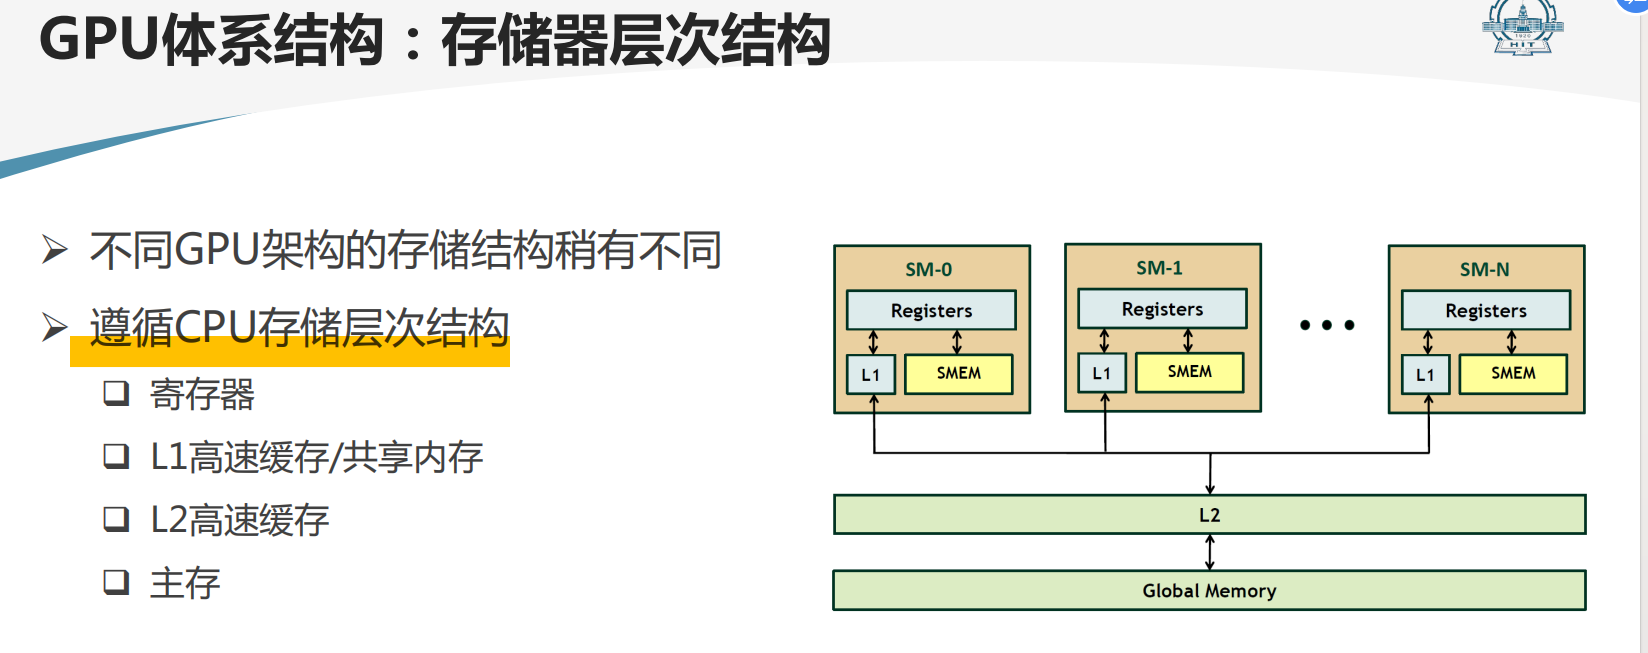 GPU体系结构：存储器层次结构
1920
HIT
不同GPU架构的存储结构稍有不同
遵循CPU存储层次结构
寄存器
L1高速缓存/共享内存
L2高速缓存
主存
SM-0
Registers
L1
SMEM
SM-1
Registers
L1
SMEM
SM-N
Registers
L1
SMEM
L2
Global Memory